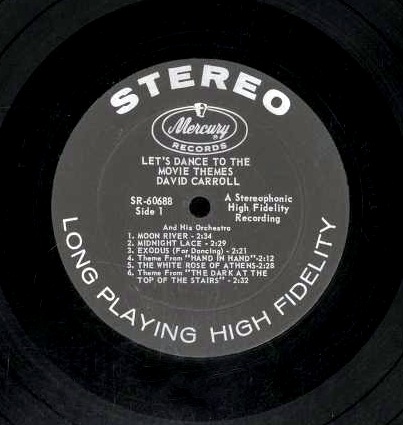 STEREO
Mercury
RECORDS
LET'S DANCE TO THE
MOVIE THEMES
DAVID CARROLL
SR-60688
Side 1
A Stereophonic
High Fidelity
Recording
And His Orchestra
1. MOON RIVER - 2:34
2. MIDNIGHT LACE - 2:29
3. EXODUS (For Dancing) - 2:21
4. Theme From "HAND IN HAND"-2:12
5. THE WHITE ROSE OF ATHENS-2:28
6. Theme From "THE DARK AT THE
TOP OF THE STAIRS" - 2:32
LONG PLAYING HIGH FIDELITY